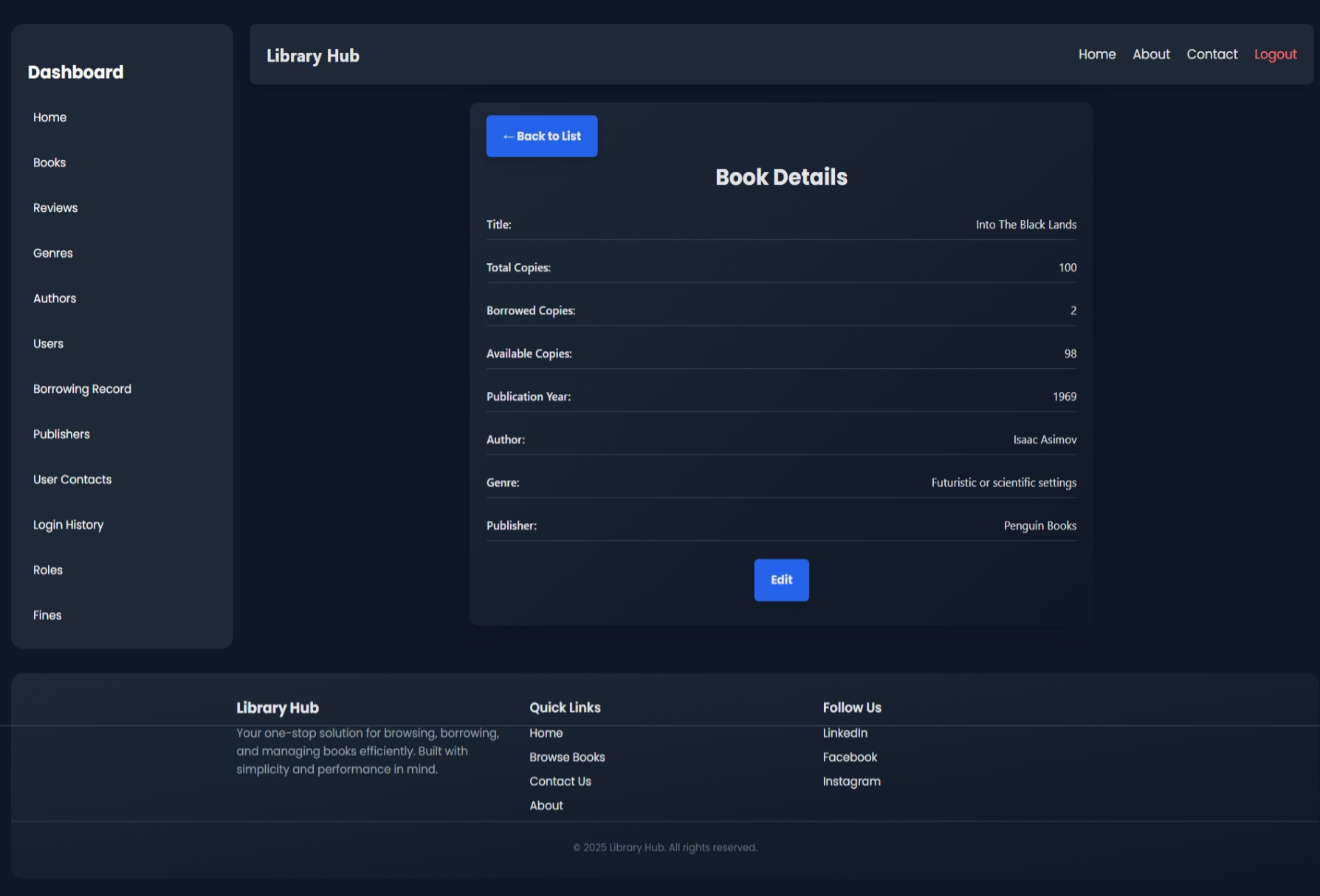 Dashboard
Home
Books
Reviews
Genres
Authors
Users
Borrowing Record
Publishers
User Contacts
Login History
Roles
Fines
Library Hub
Home About Contact Logout
← Back to List
Book Details
Title: Into The Black Lands
Total Copies: 100
Borrowed Copies: 2
Available Copies: 98
Publication Year: 1969
Author: Isaac Asimov
Genre: Futuristic or scientific settings
Publisher: Penguin Books
Edit
Library Hub
Your one-stop solution for browsing, borrowing,
and managing books efficiently. Built with
simplicity and performance in mind.
Quick Links
Home
Browse Books
Contact Us
About
Follow Us
LinkedIn
Facebook
Instagram
© 2025 Library Hub. All rights reserved.